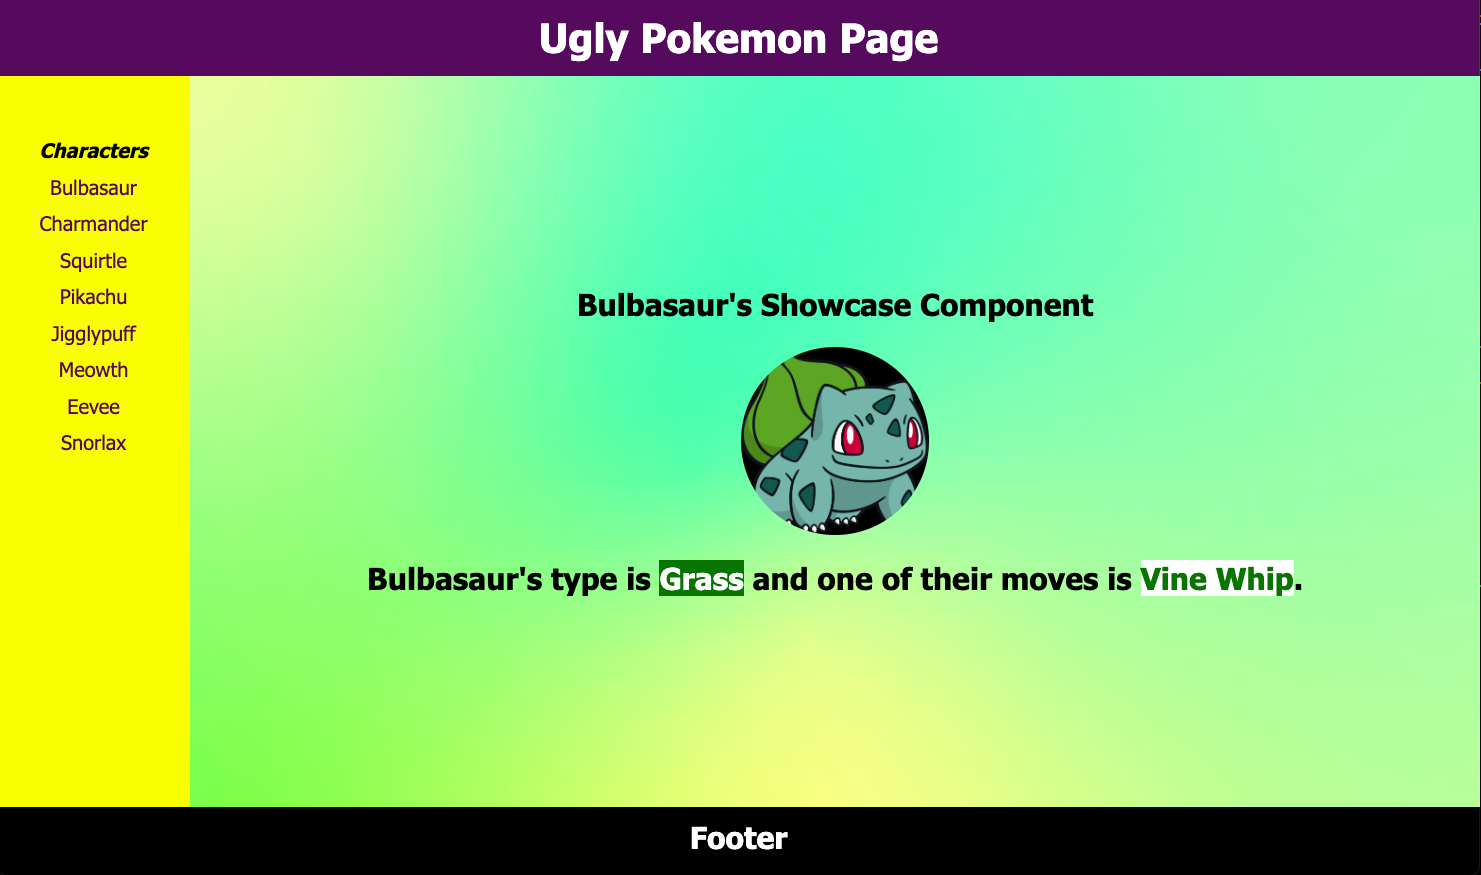 Ugly Pokemon Page
Characters
Bulbasaur
Charmander
Squirtle
Pikachu
Jigglypuff
Meowth
Eevee
Snorlax
Bulbasaur's Showcase Component
Bulbasaur's type is Grass and one of their moves is Vine Whip.
Footer